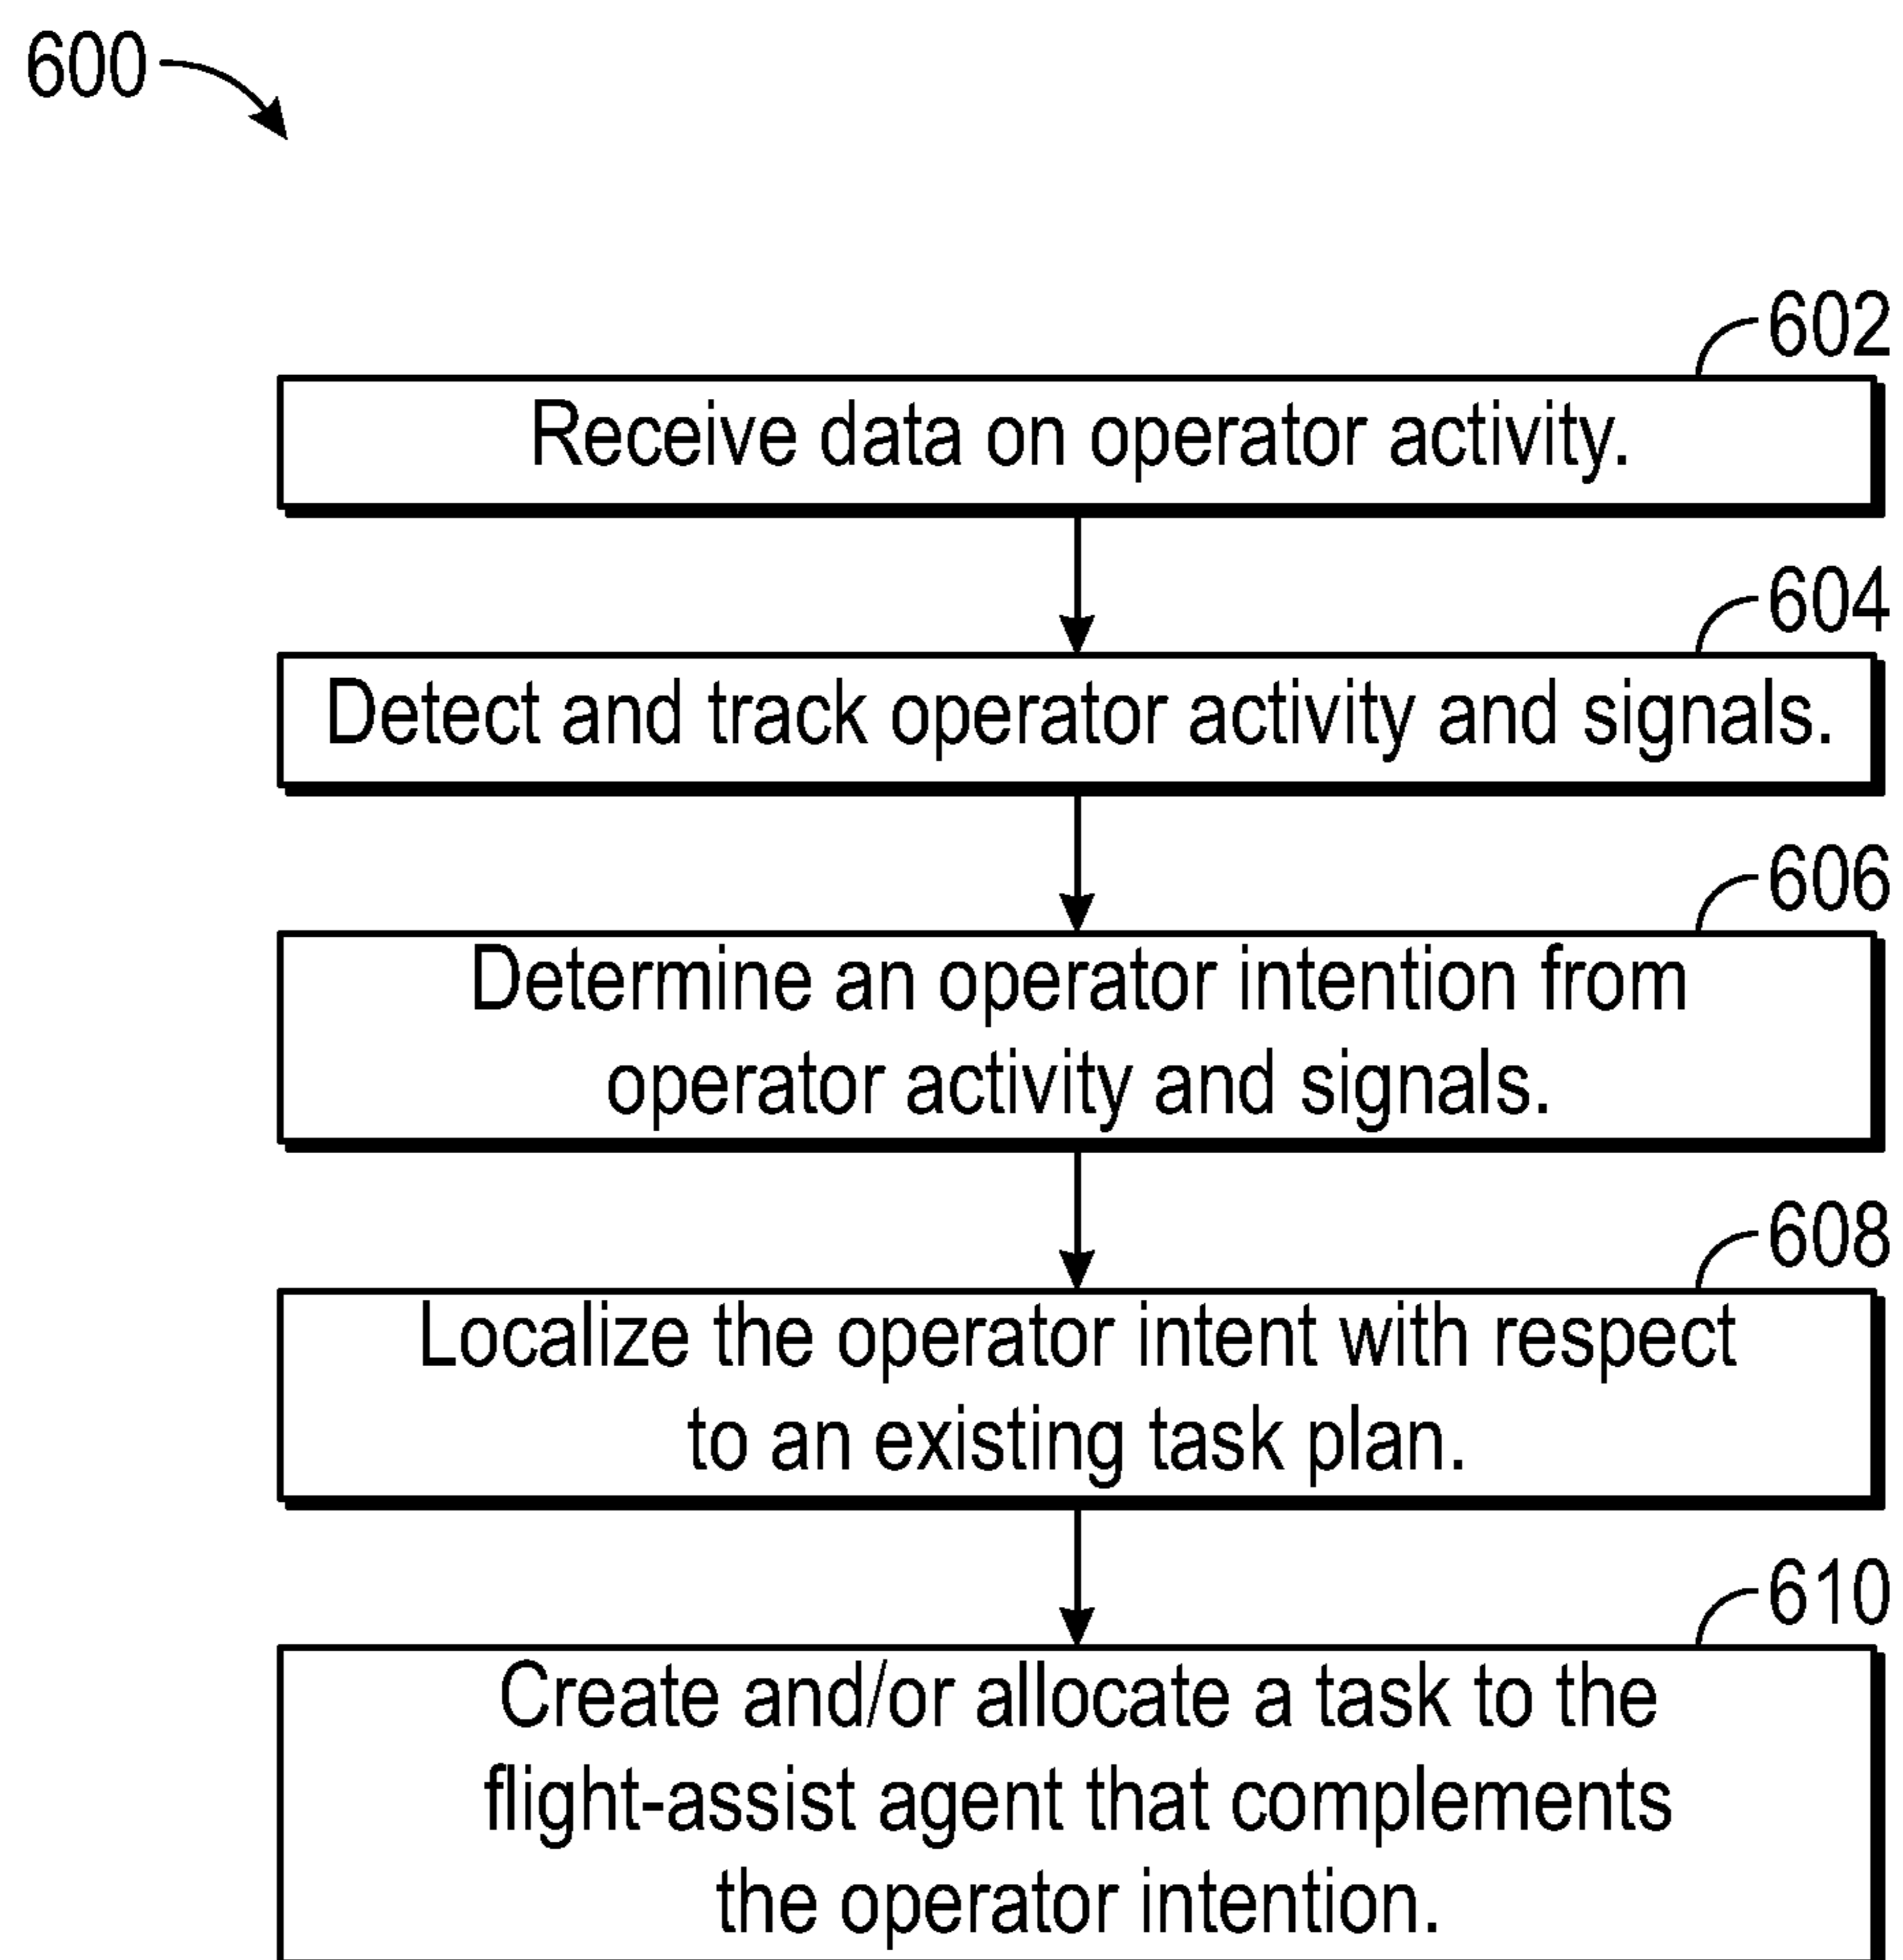 600
602
Receive data on operator activity.
604
Detect and track operator activity and signals.
606
Determine an operator intention from
operator activity and signals.
608
Localize the operator intent with respect
to an existing task plan.
610
Create and/or allocate a task to the
flight-assist agent that complements
the operator intention.